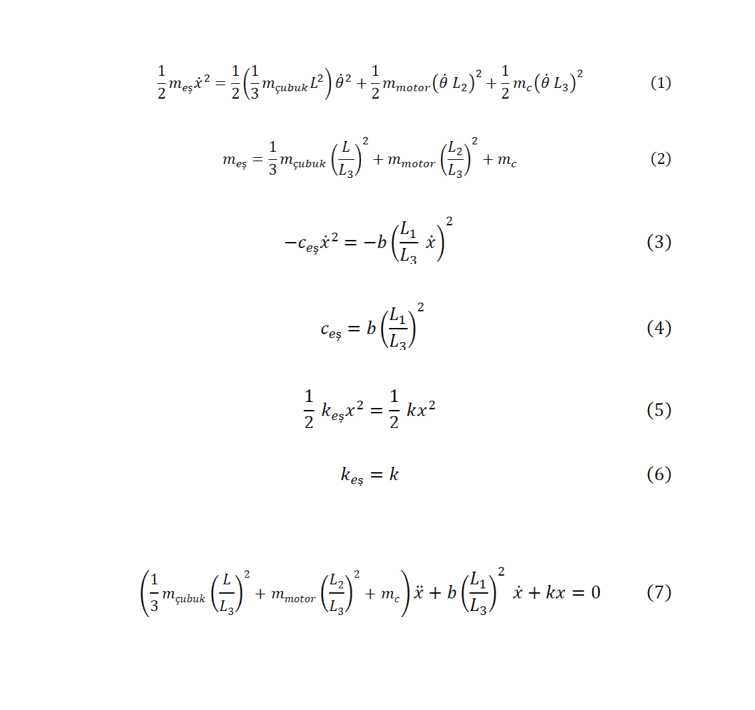 ½ m_eş ẋ² = ½ (⅓ m_çubuk L²) θ̇² + ½ m_motor (θ̇ L₂)² + ½ m_c (θ̇ L₃)² (1)
m_eş = ⅓ m_çubuk (L/L₃)² + m_motor (L₂/L₃)² + m_c (2)
−c_eş ẋ² = −b (L₁/L₃ ẋ)² (3)
c_eş = b (L₁/L₃)² (4)
½ k_eş x² = ½ kx² (5)
k_eş = k (6)
(⅓ m_çubuk (L/L₃)² + m_motor (L₂/L₃)² + m_c) ẍ + b (L₁/L₃)² ẋ + kx = 0 (7)